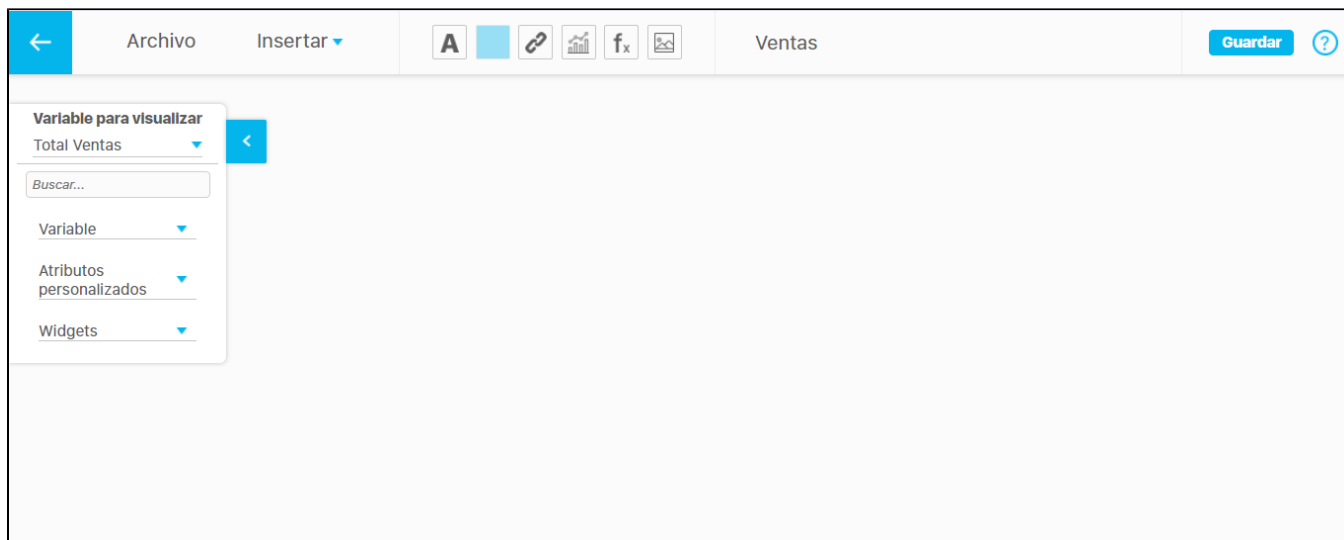 Archivo
Insertar
A
fx
Ventas
Guardar
?
Variable para visualizar
Total Ventas
Buscar...
Variable
Atributos
personalizados
Widgets